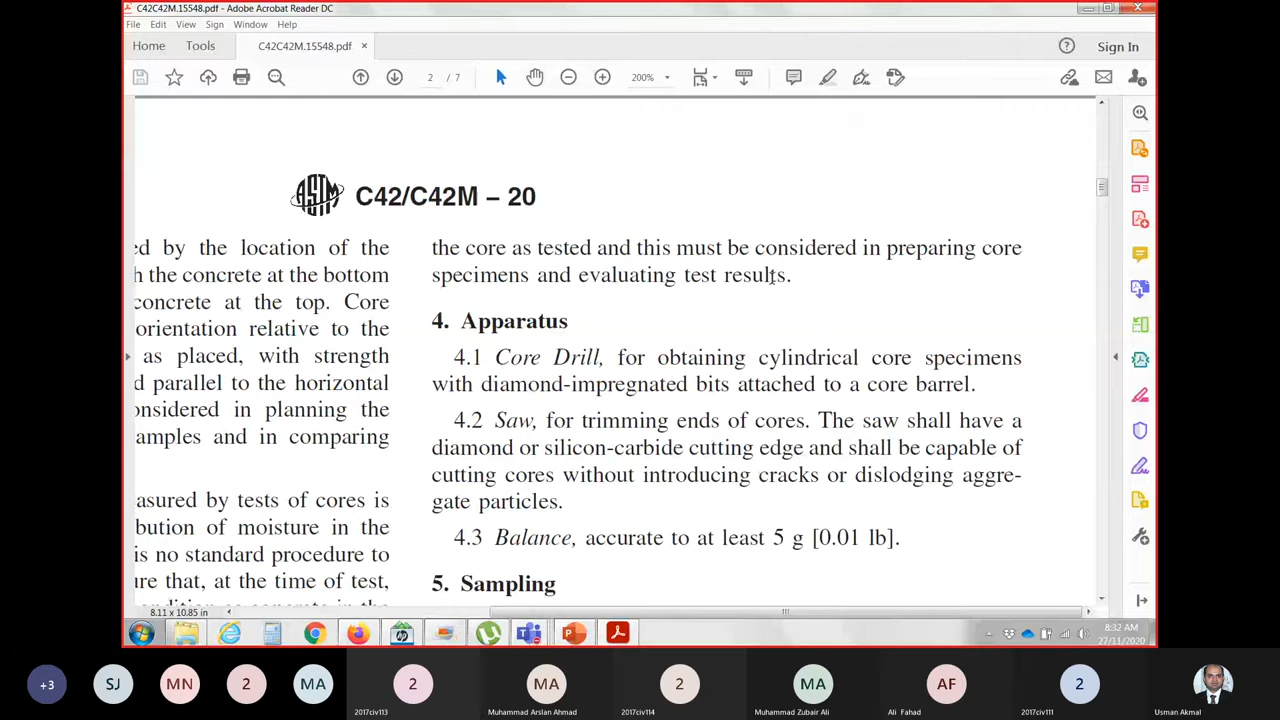 C42C42M.15548.pdf - Adobe Acrobat Reader DC
File Edit View Sign Window Help
Home Tools C42C42M.15548.pdf × Sign In
2 / 7 200%
ASTM C42/C42M – 20
ed by the location of the
h the concrete at the bottom
concrete at the top. Core
orientation relative to the
as placed, with strength
d parallel to the horizontal
onsidered in planning the
amples and in comparing
asured by tests of cores is
bution of moisture in the
is no standard procedure to
ure that, at the time of test,
the core as tested and this must be considered in preparing core
specimens and evaluating test results.
4. Apparatus
4.1 Core Drill, for obtaining cylindrical core specimens
with diamond-impregnated bits attached to a core barrel.
4.2 Saw, for trimming ends of cores. The saw shall have a
diamond or silicon-carbide cutting edge and shall be capable of
cutting cores without introducing cracks or dislodging aggre-
gate particles.
4.3 Balance, accurate to at least 5 g [0.01 lb].
5. Sampling
8.11 x 10.85 in
8:32 AM
27/11/2020
+3 SJ MN 2 MA 2 MA 2 MA AF 2
2017civ113 Muhammad Arslan Ahmad 2017civ114 Muhammad Zubair Ali Ali Fahad 2017civ111 Usman Akmal